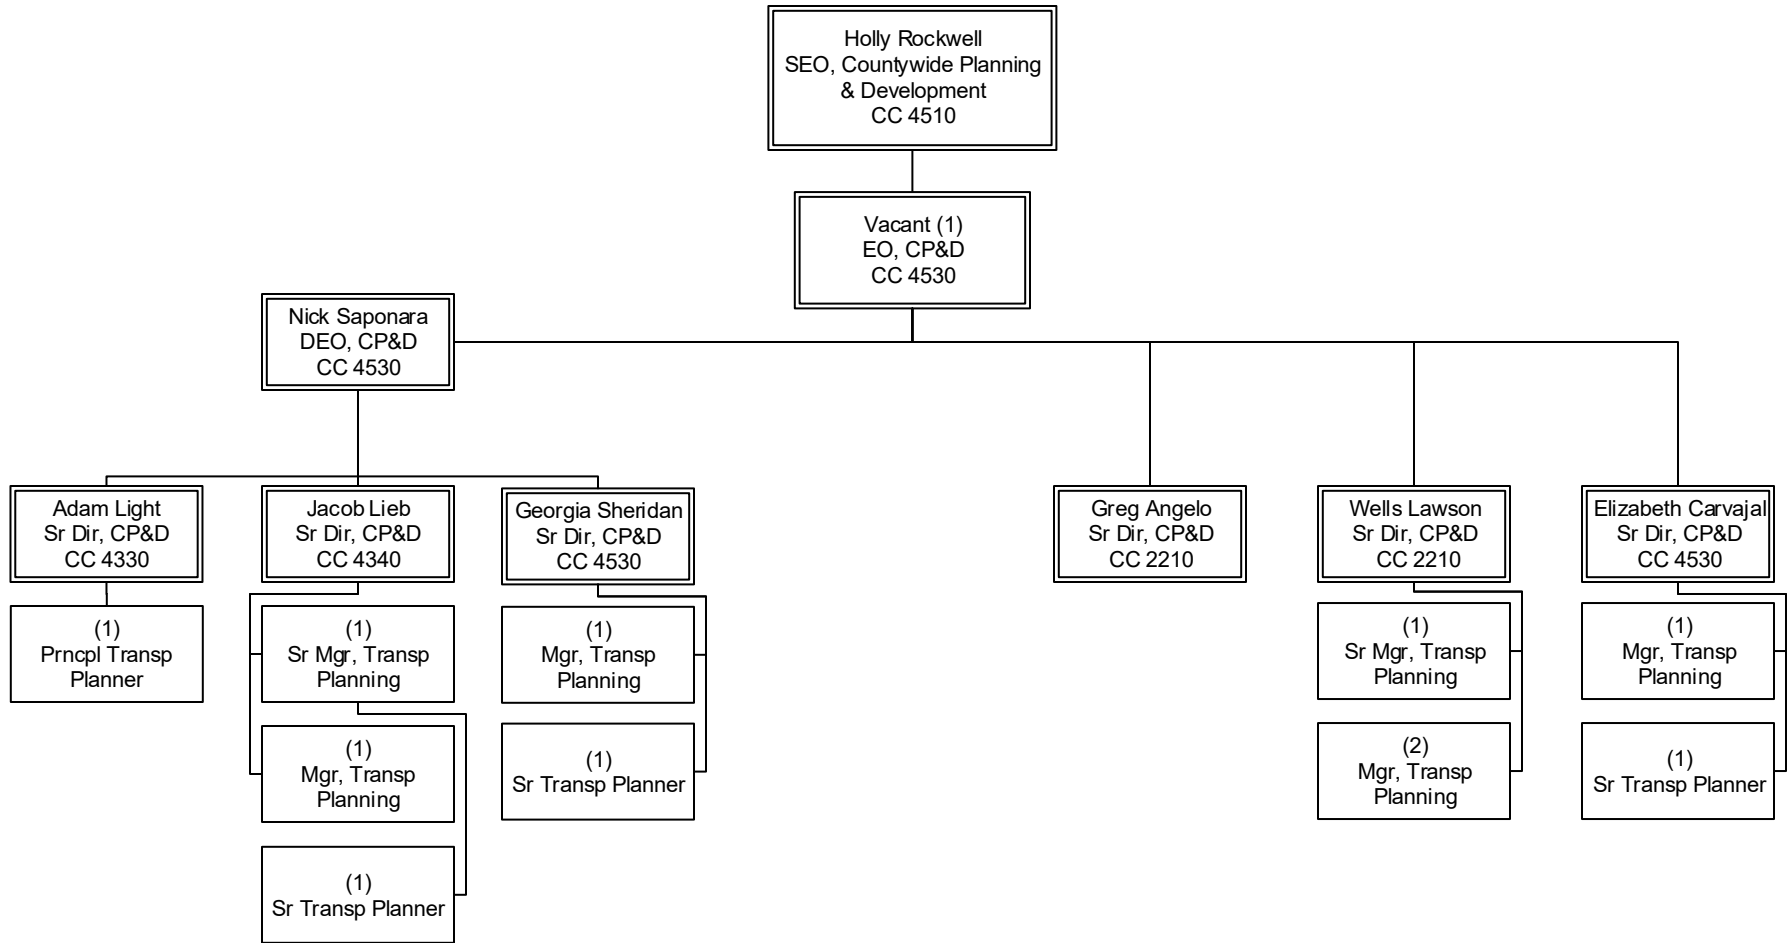 Holly Rockwell
SEO, Countywide Planning
& Development
CC 4510
Vacant (1)
EO, CP&D
CC 4530
Nick Saponara
DEO, CP&D
CC 4530
Adam Light
Sr Dir, CP&D
CC 4330
Jacob Lieb
Sr Dir, CP&D
CC 4340
Georgia Sheridan
Sr Dir, CP&D
CC 4530
Greg Angelo
Sr Dir, CP&D
CC 2210
Wells Lawson
Sr Dir, CP&D
CC 2210
Elizabeth Carvajal
Sr Dir, CP&D
CC 4530
(1)
Prncpl Transp
Planner
(1)
Sr Mgr, Transp
Planning
(1)
Mgr, Transp
Planning
(1)
Sr Transp Planner
(1)
Mgr, Transp
Planning
(1)
Sr Transp Planner
(1)
Sr Mgr, Transp
Planning
(2)
Mgr, Transp
Planning
(1)
Mgr, Transp
Planning
(1)
Sr Transp Planner